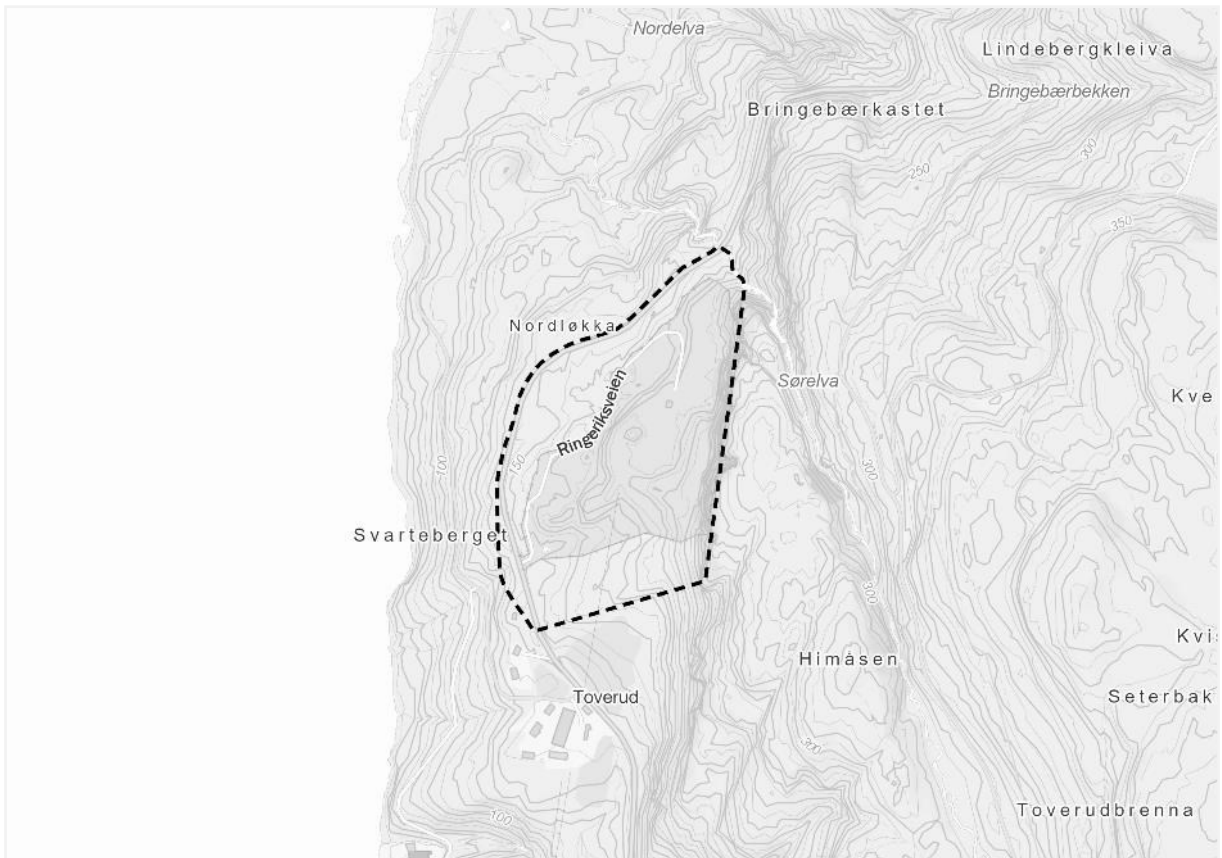 Nordelva
Lindebergkleiva
Bringebærbekken
Bringebærkastet
300
250
350
Nordløkka
Sørelva
Ringeriksveien
Kve
150
100
300
Svarteberget
300
Himåsen
Kvis
Toverud
Seterbak
300
Toverudbrenna
100